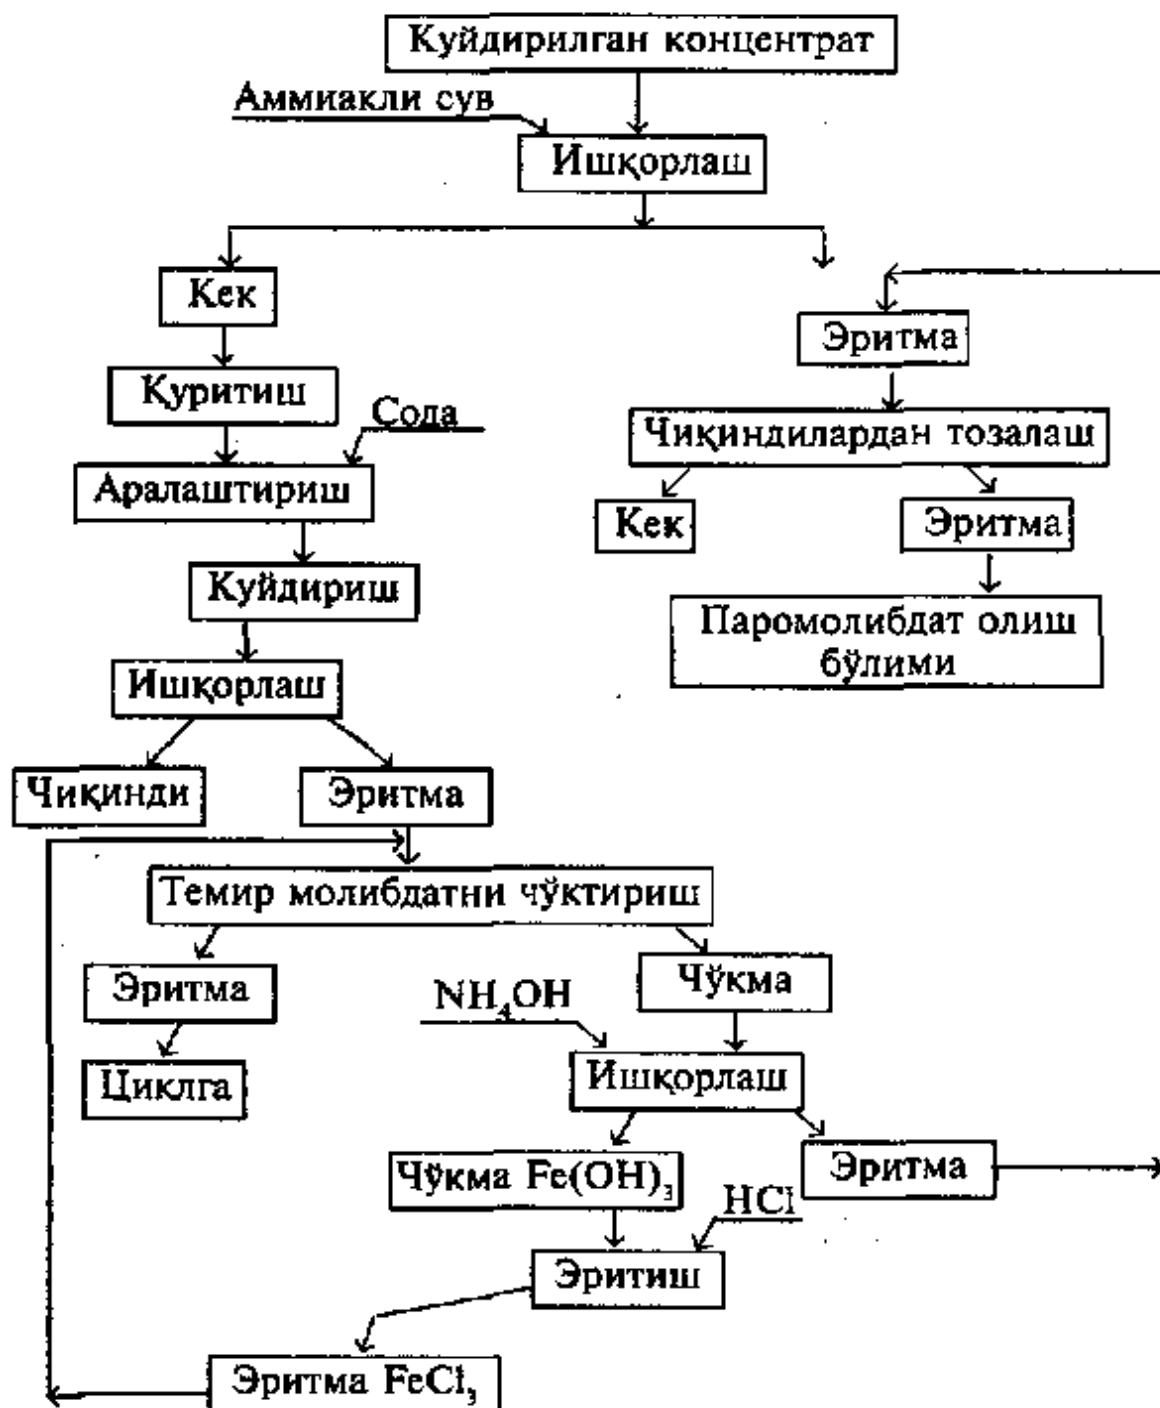 Куйдирилган концентрат
Аммиакли сув
Ишқорлаш
Кек
Эритма
Қуритиш
Сода
Чиқиндилардан тозалаш
Аралаштириш
Кек
Эритма
Куйдириш
Паромолибдат олиш
бўлими
Ишқорлаш
Чиқинди
Эритма
Темир молибдатни чўктириш
Эритма
Чўкма
NH₄OH
Циклга
Ишқорлаш
Чўкма Fe(OH)₃
Эритма
HCl
Эритиш
Эритма FeCl₃